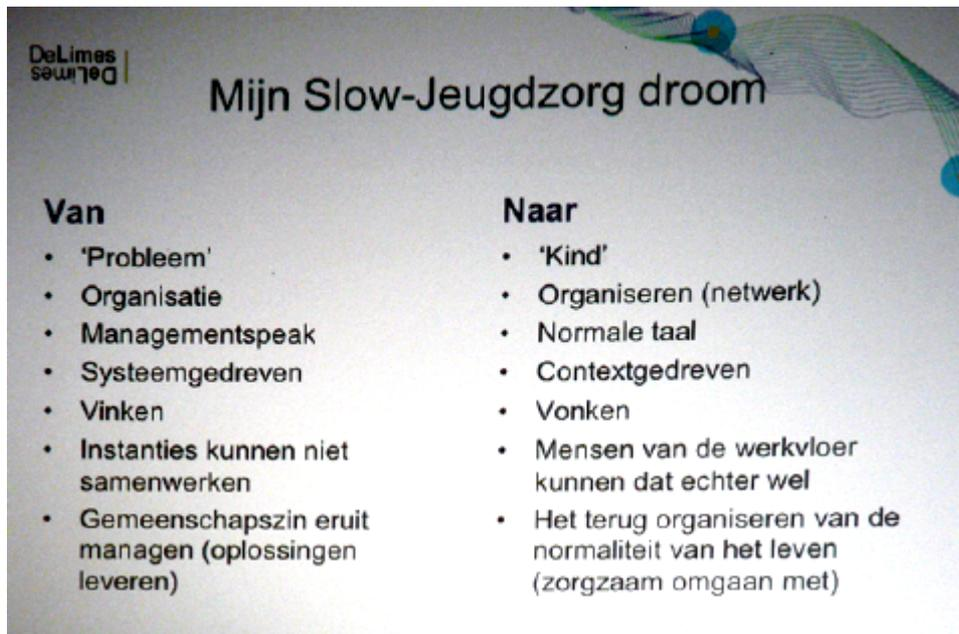 DeLimes
DeLimes
Mijn Slow-Jeugdzorg droom
Van
• 'Probleem'
• Organisatie
• Managementspeak
• Systeemgedreven
• Vinken
• Instanties kunnen niet
samenwerken
• Gemeenschapszin eruit
managen (oplossingen
leveren)
Naar
• 'Kind'
• Organiseren (netwerk)
• Normale taal
• Contextgedreven
• Vonken
• Mensen van de werkvloer
kunnen dat echter wel
• Het terug organiseren van de
normaliteit van het leven
(zorgzaam omgaan met)